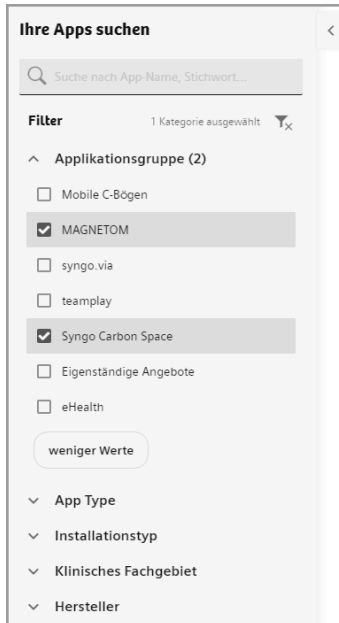 Ihre Apps suchen
Suche nach App-Name, Stichwort...
Filter 1 Kategorie ausgewählt
Applikationsgruppe (2)
Mobile C-Bögen
MAGNETOM
syngo.via
teamplay
Syngo Carbon Space
Eigenständige Angebote
eHealth
weniger Werte
App Type
Installationstyp
Klinisches Fachgebiet
Hersteller